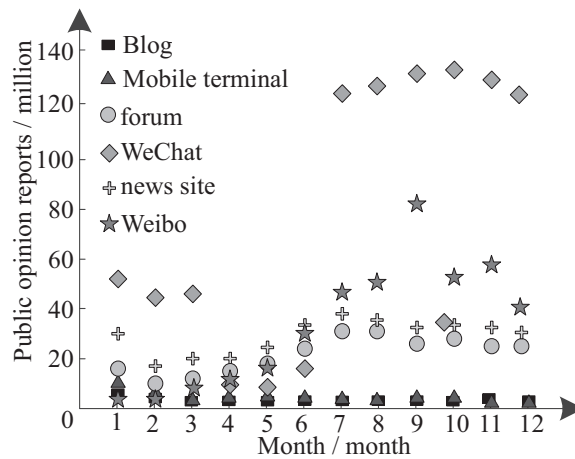 Public opinion reports / million
140
120
100
80
60
40
20
0
Blog
Mobile terminal
forum
WeChat
news site
Weibo
1 2 3 4 5 6 7 8 9 10 11 12
Month / month